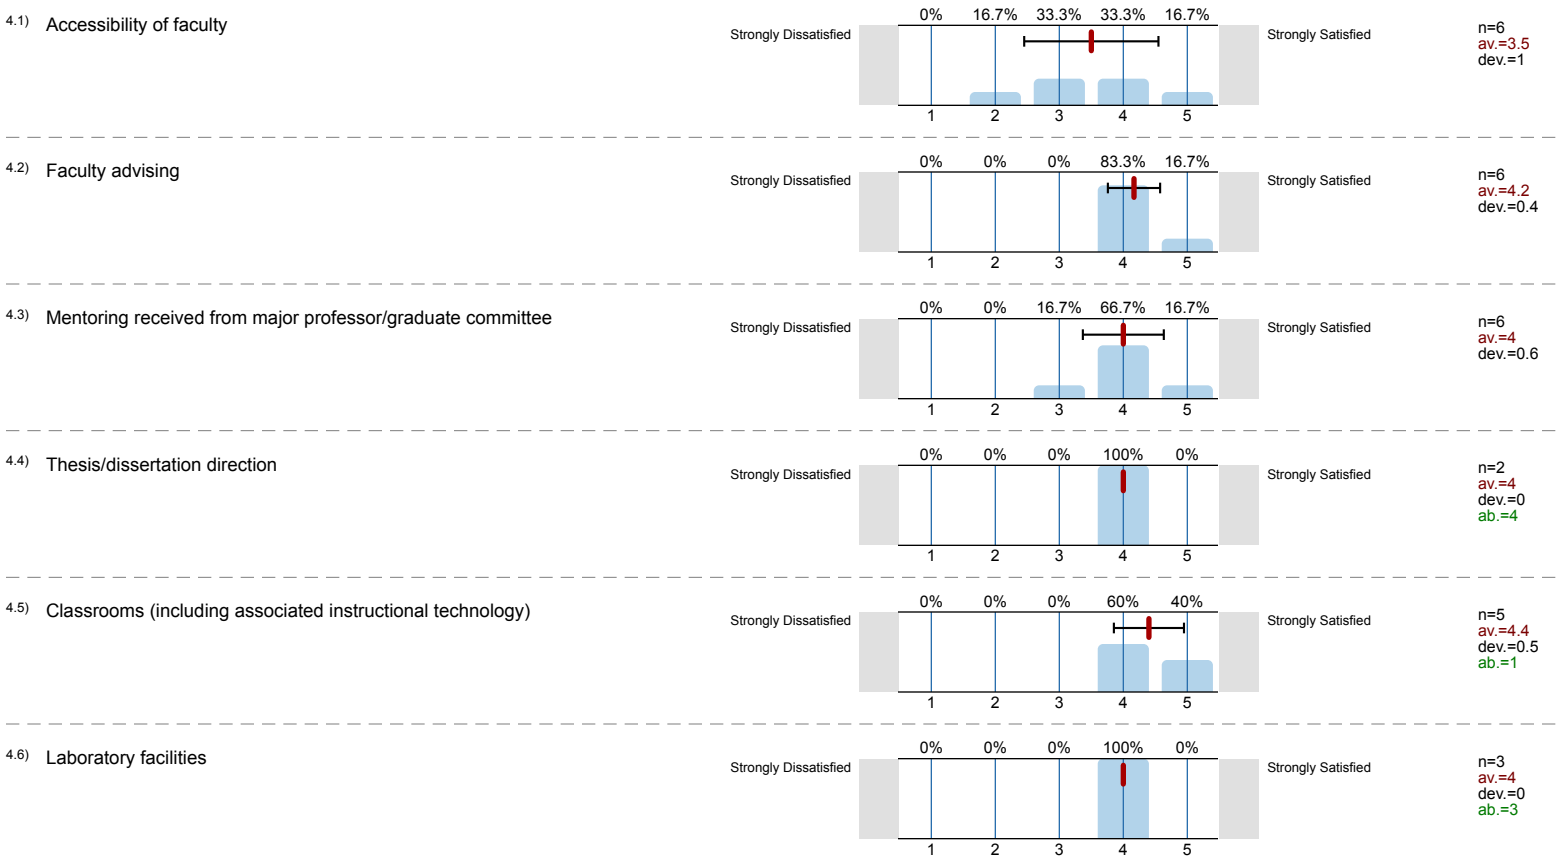 4.1) Accessibility of faculty
0% 16.7% 33.3% 33.3% 16.7%
Strongly Dissatisfied Strongly Satisfied
n=6
av.=3.5
dev.=1
1 2 3 4 5
4.2) Faculty advising
0% 0% 0% 83.3% 16.7%
Strongly Dissatisfied Strongly Satisfied
n=6
av.=4.2
dev.=0.4
1 2 3 4 5
4.3) Mentoring received from major professor/graduate committee
0% 0% 16.7% 66.7% 16.7%
Strongly Dissatisfied Strongly Satisfied
n=6
av.=4
dev.=0.6
1 2 3 4 5
4.4) Thesis/dissertation direction
0% 0% 0% 100% 0%
Strongly Dissatisfied Strongly Satisfied
n=2
av.=4
dev.=0
ab.=4
1 2 3 4 5
4.5) Classrooms (including associated instructional technology)
0% 0% 0% 60% 40%
Strongly Dissatisfied Strongly Satisfied
n=5
av.=4.4
dev.=0.5
ab.=1
1 2 3 4 5
4.6) Laboratory facilities
0% 0% 0% 100% 0%
Strongly Dissatisfied Strongly Satisfied
n=3
av.=4
dev.=0
ab.=3
1 2 3 4 5